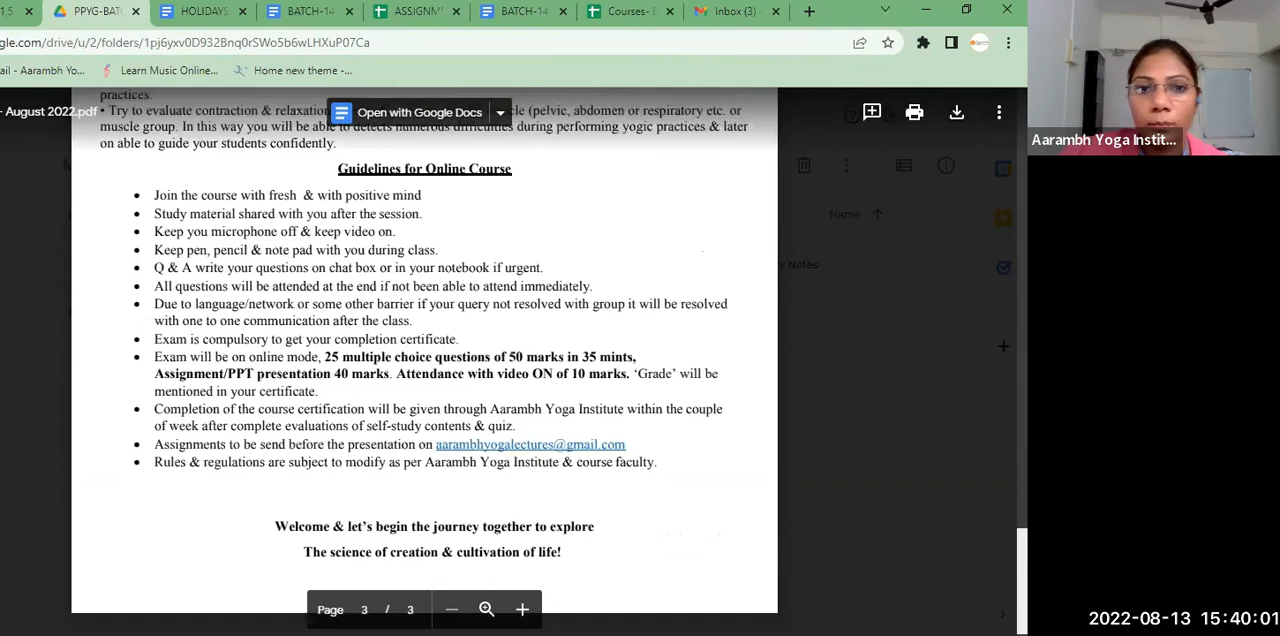 1,5
PPYG-BAT
HOLIDAYS
BATCH-14
ASSIGNM
BATCH-14
Courses- B
Inbox (3) -
gle.com/drive/u/2/folders/1pj6yxv0D932Bnq0rSWo5b6wLHXuP07Ca
ail - Aarambh Yo...
Learn Music Online...
Home new theme -...
practices.
- August 2022.pdf
Open with Google Docs
• Try to evaluate contraction & relaxation cle (pelvic, abdomen or respiratory etc. or
muscle group. In this way you will be able to detects numerous difficulties during performing yogic practices & later
on able to guide your students confidently.
Guidelines for Online Course
• Join the course with fresh & with positive mind
• Study material shared with you after the session.
• Keep you microphone off & keep video on.
• Keep pen, pencil & note pad with you during class.
• Q & A write your questions on chat box or in your notebook if urgent.
• All questions will be attended at the end if not been able to attend immediately.
• Due to language/network or some other barrier if your query not resolved with group it will be resolved
with one to one communication after the class.
• Exam is compulsory to get your completion certificate.
• Exam will be on online mode, 25 multiple choice questions of 50 marks in 35 mints,
Assignment/PPT presentation 40 marks. Attendance with video ON of 10 marks. ‘Grade’ will be
mentioned in your certificate.
• Completion of the course certification will be given through Aarambh Yoga Institute within the couple
of week after complete evaluations of self-study contents & quiz.
• Assignments to be send before the presentation on aarambhyogalectures@gmail.com
• Rules & regulations are subject to modify as per Aarambh Yoga Institute & course faculty.
Welcome & let’s begin the journey together to explore
The science of creation & cultivation of life!
Page 3 / 3
Name
y Notes
Aarambh Yoga Instit...
2022-08-13 15:40:01